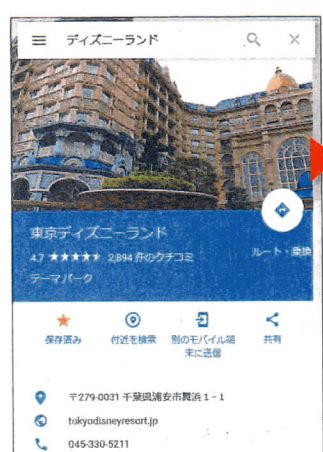 ディズニーランド
東京ディズニーランド
4.7 ★★★★★ 2,894 件のクチコミ
ルート・乗換
テーマパーク
保存済み
付近を検索
別のモバイル端
末に送信
共有
〒279-0031 千葉県浦安市舞浜 1 - 1
tokyodisneyresort.jp
045-330-5211